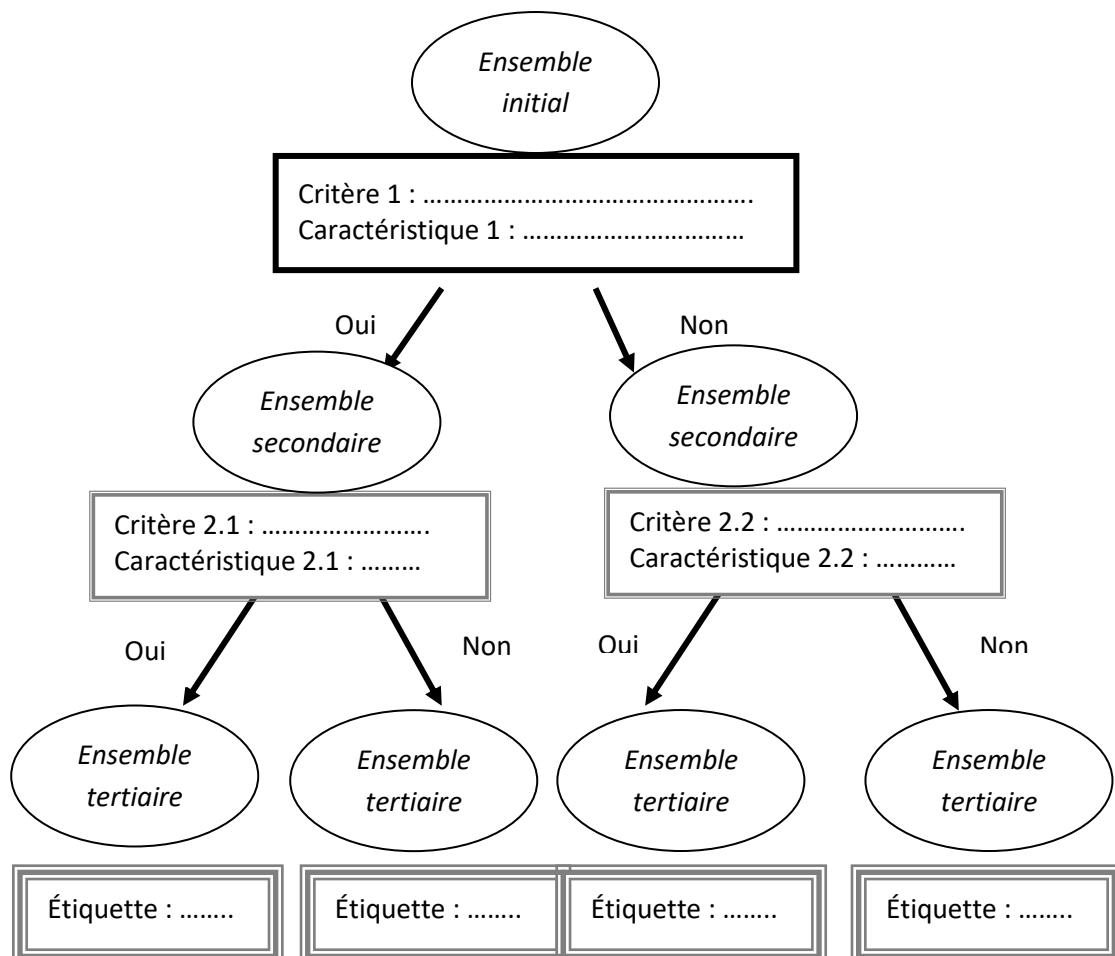 Ensemble
initial
Critère 1 : ……………………………………………….
Caractéristique 1 : ………………………………
Oui
Non
Ensemble
secondaire
Ensemble
secondaire
Critère 2.1 : …………………….
Caractéristique 2.1 : ………
Critère 2.2 : ……………………….
Caractéristique 2.2 : …………
Oui
Non
Oui
Non
Ensemble
tertiaire
Ensemble
tertiaire
Ensemble
tertiaire
Ensemble
tertiaire
Étiquette : ……..
Étiquette : ……..
Étiquette : ……..
Étiquette : ……..